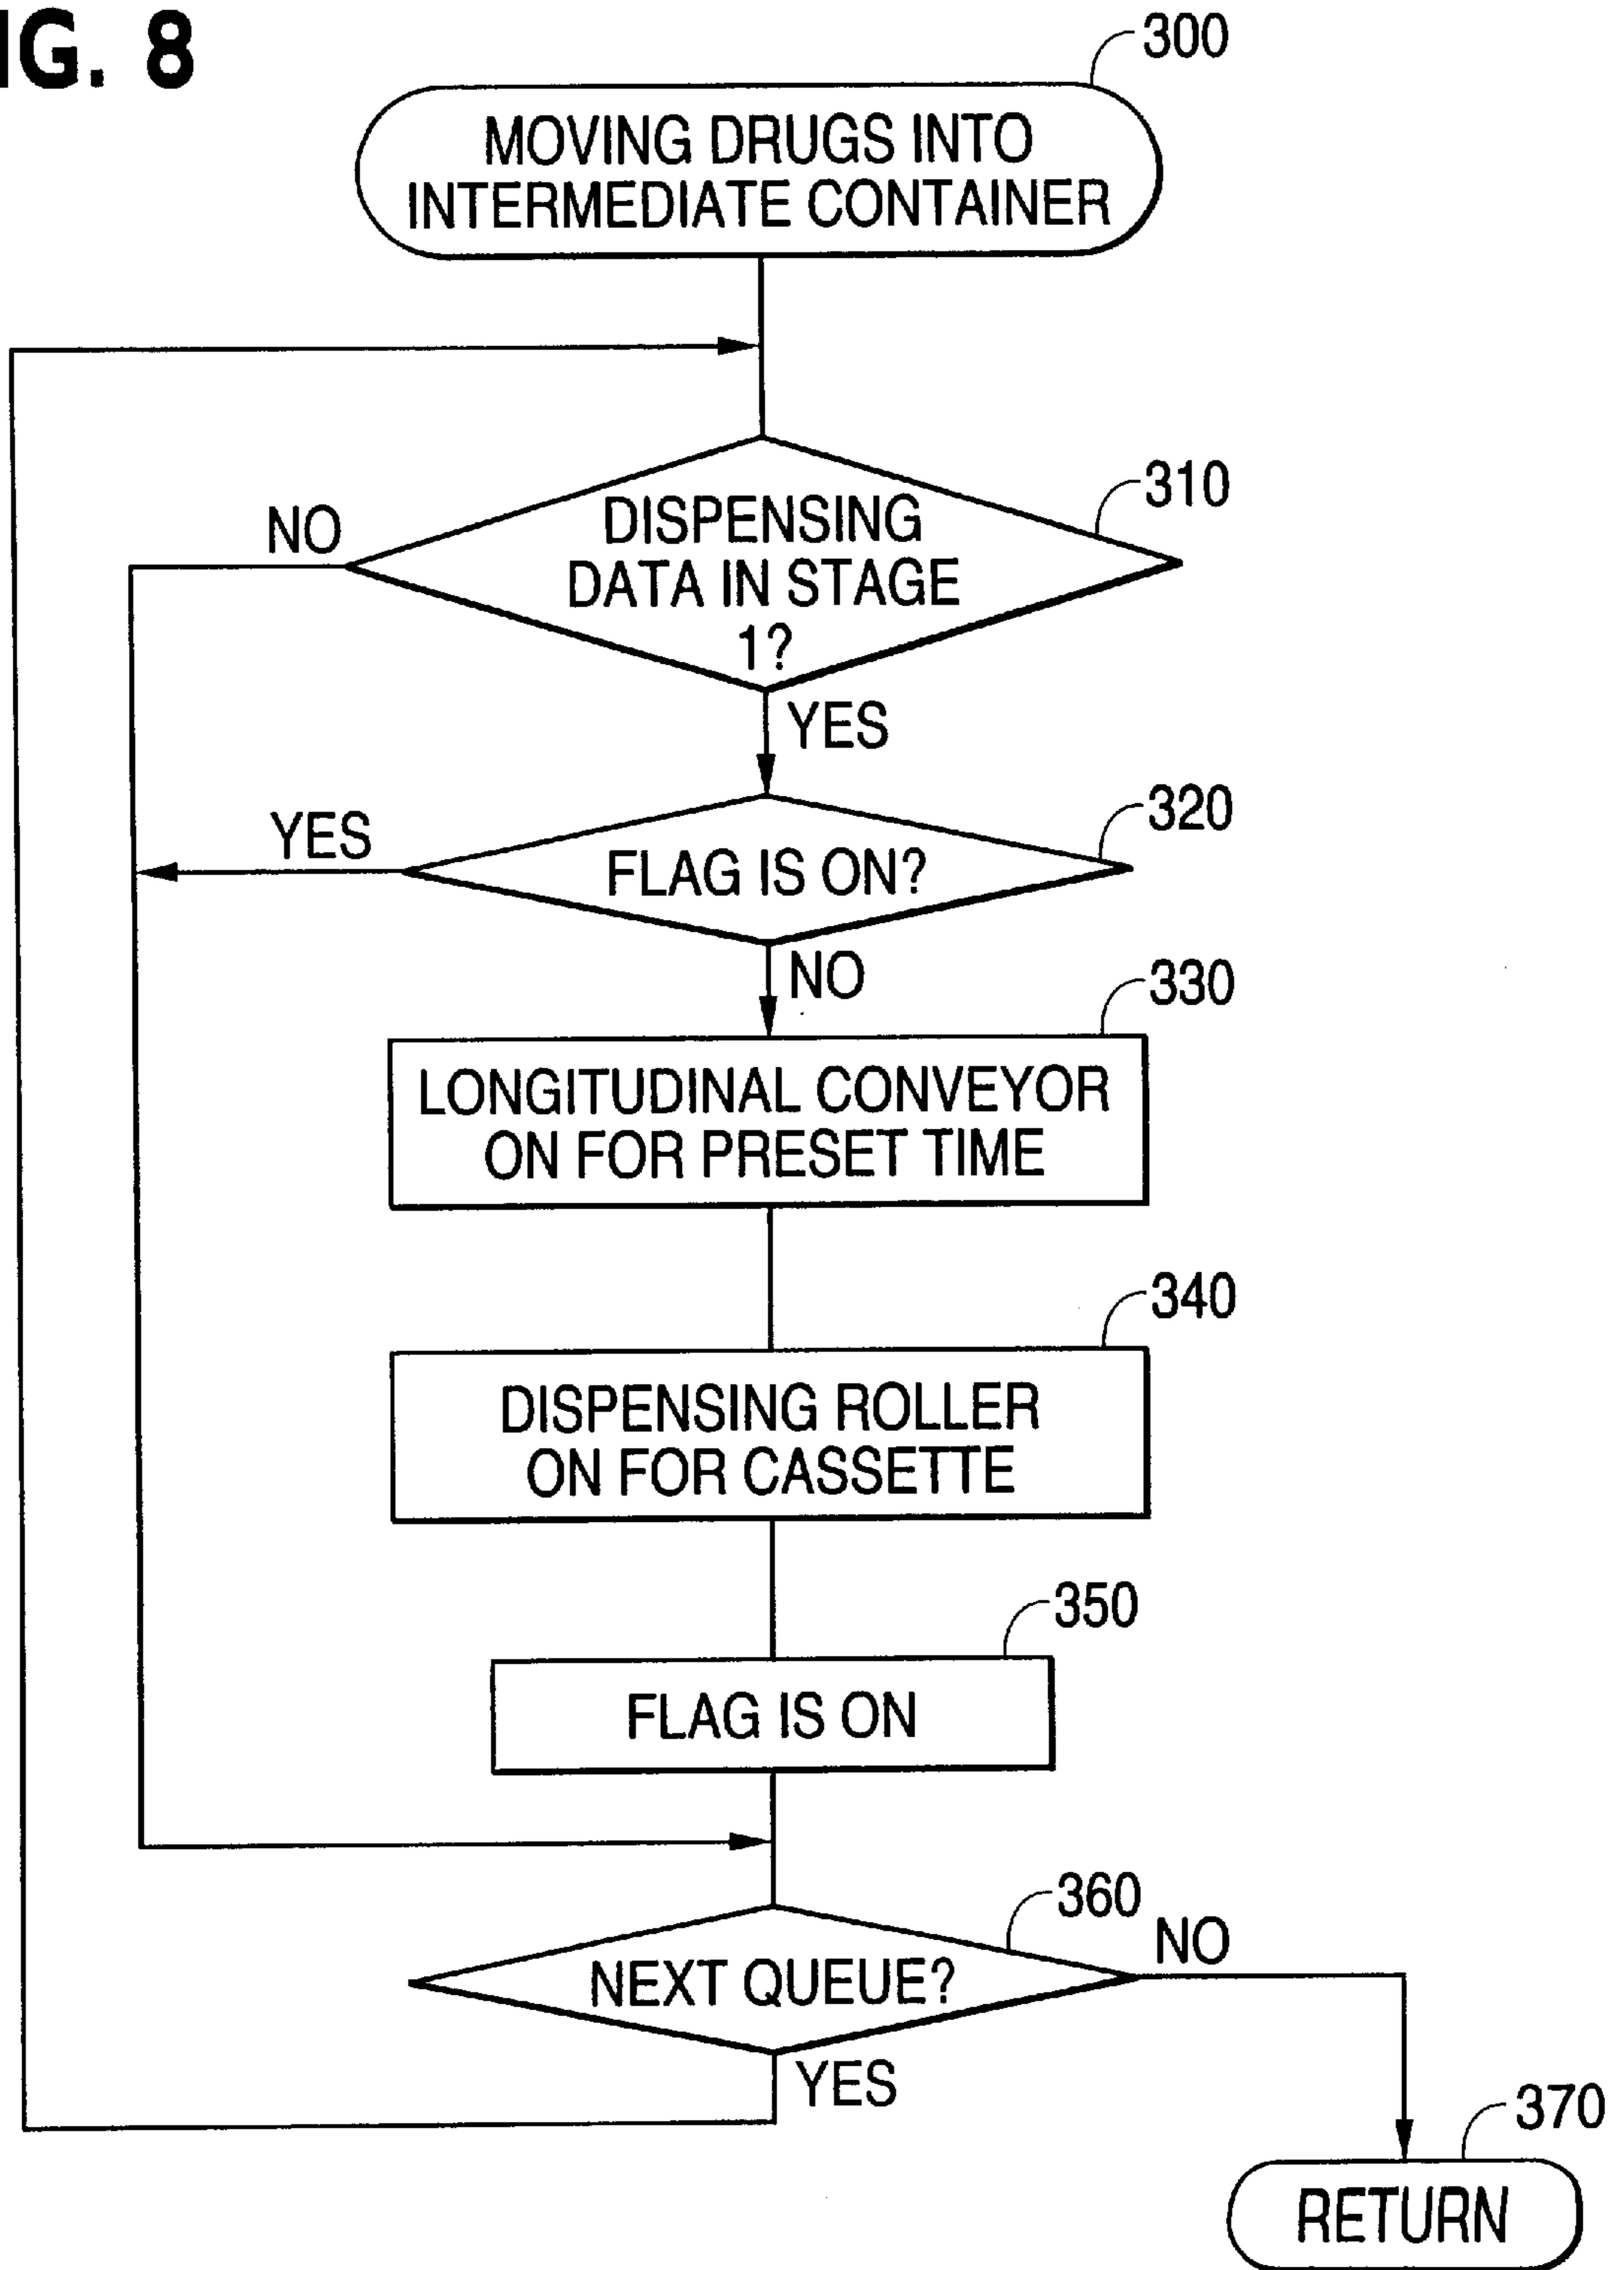 IG. 8
300
MOVING DRUGS INTO
INTERMEDIATE CONTAINER
310
NO
DISPENSING
DATA IN STAGE
1?
YES
320
YES
FLAG IS ON?
NO
330
LONGITUDINAL CONVEYOR
ON FOR PRESET TIME
340
DISPENSING ROLLER
ON FOR CASSETTE
350
FLAG IS ON
360
NO
NEXT QUEUE?
YES
370
RETURN